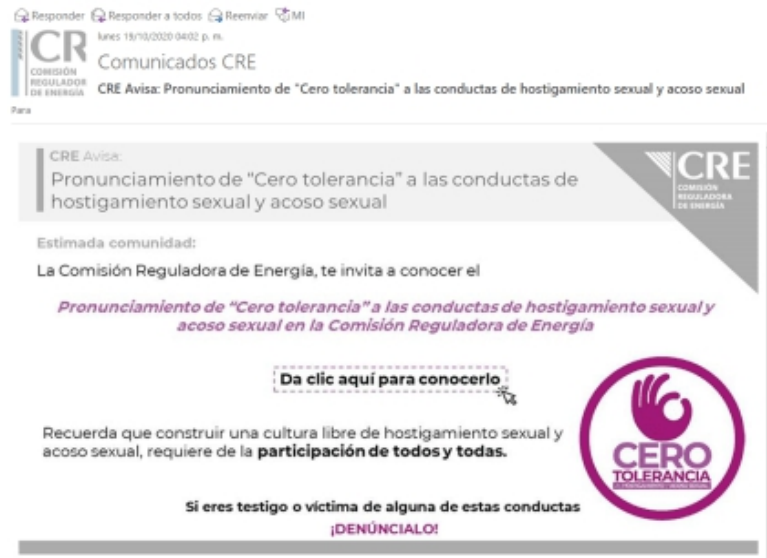 Responder Responder a todos Reenviar MI
lunes 19/10/2020 04:02 p. m.
CR
COMISIÓN
REGULADOR
DE ENERGÍA
Comunicados CRE
CRE Avisa: Pronunciamiento de "Cero tolerancia" a las conductas de hostigamiento sexual y acoso sexual
Para
CRE Avisa:
Pronunciamiento de “Cero tolerancia” a las conductas de
hostigamiento sexual y acoso sexual
CRE
COMISIÓN
REGULADORA
DE ENERGÍA
Estimada comunidad:
La Comisión Reguladora de Energía, te invita a conocer el
Pronunciamiento de “Cero tolerancia” a las conductas de hostigamiento sexual y
acoso sexual en la Comisión Reguladora de Energía
Da clic aquí para conocerlo
Recuerda que construir una cultura libre de hostigamiento sexual y
acoso sexual, requiere de la participación de todos y todas.
CERO
TOLERANCIA
Si eres testigo o víctima de alguna de estas conductas
¡DENÚNCIALO!